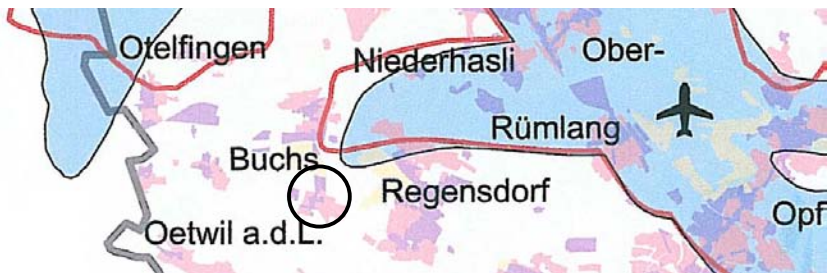 Otelfingen
Niederhasli
Ober-
Rümlang
Buchs
Regensdorf
Opf
Oetwil a.d.L.